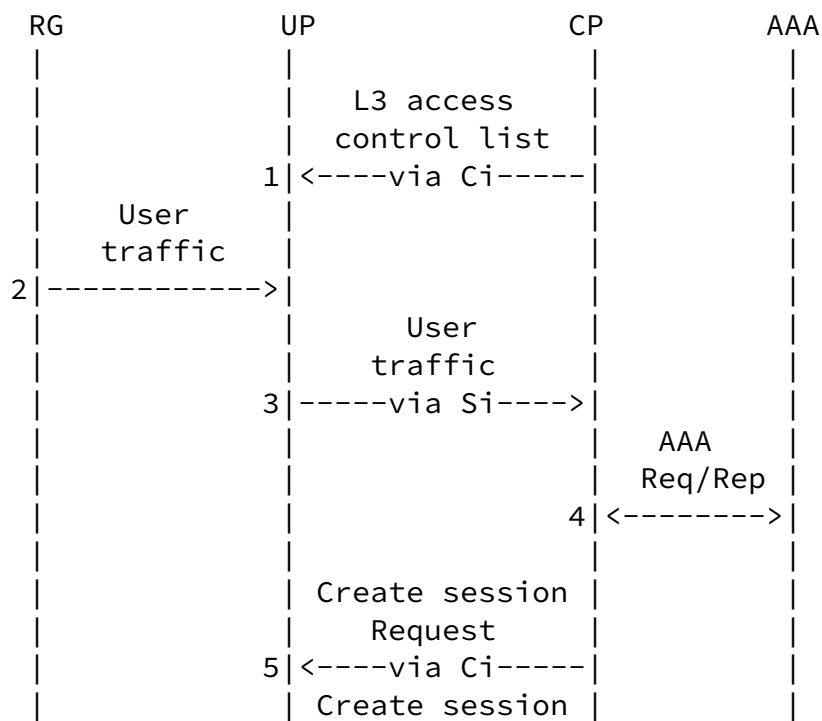 RG UP CP AAA
| | | |
| | L3 access | |
| | control list | |
| 1|<----via Ci-----| |
| User | | |
| traffic | | |
2|------------>| | |
| | User | |
| | traffic | |
| 3|-----via Si---->| |
| | | AAA |
| | | Req/Rep |
| | 4|<-------->|
| | | |
| | Create session | |
| | Request | |
| 5|<----via Ci-----| |
| | Create session | |